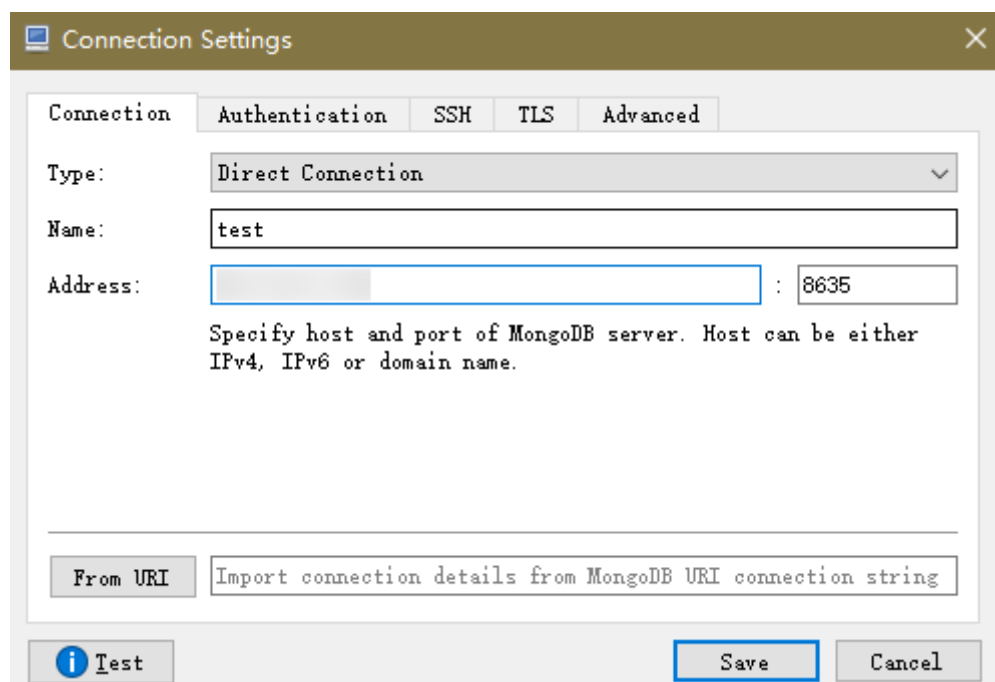 Connection Settings
Connection Authentication SSH TLS Advanced
Type: Direct Connection
Name: test
Address: : 8635
Specify host and port of MongoDB server. Host can be either
IPv4, IPv6 or domain name.
From URI Import connection details from MongoDB URI connection string
Test Save Cancel